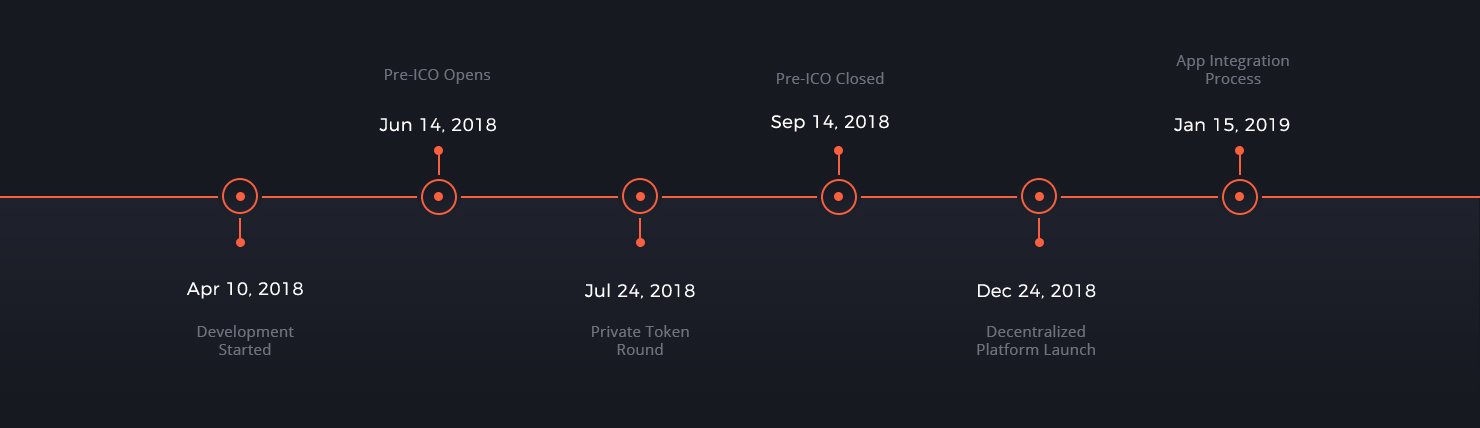 Pre-ICO Opens
Jun 14, 2018
Pre-ICO Closed
Sep 14, 2018
App Integration
Process
Jan 15, 2019
Apr 10, 2018
Development
Started
Jul 24, 2018
Private Token
Round
Dec 24, 2018
Decentralized
Platform Launch